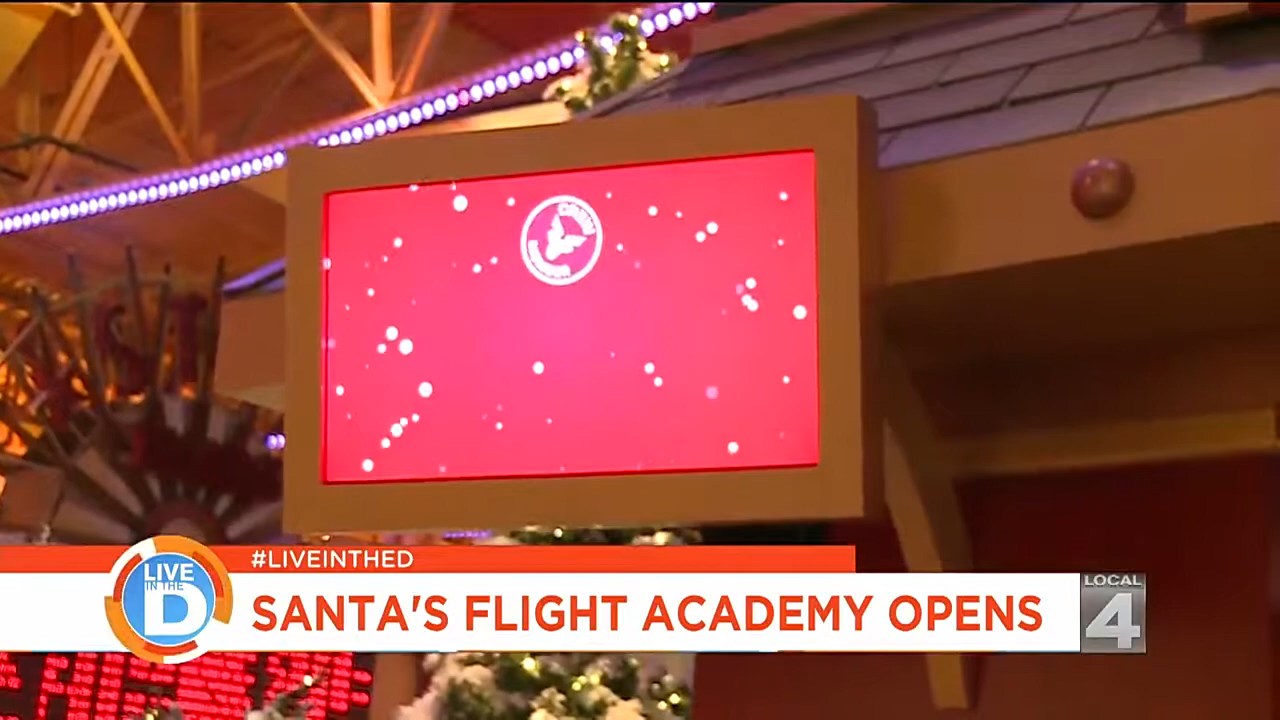 #LIVEINTHED
LIVE
IN THE
D
SANTA'S FLIGHT ACADEMY OPENS
LOCAL
4